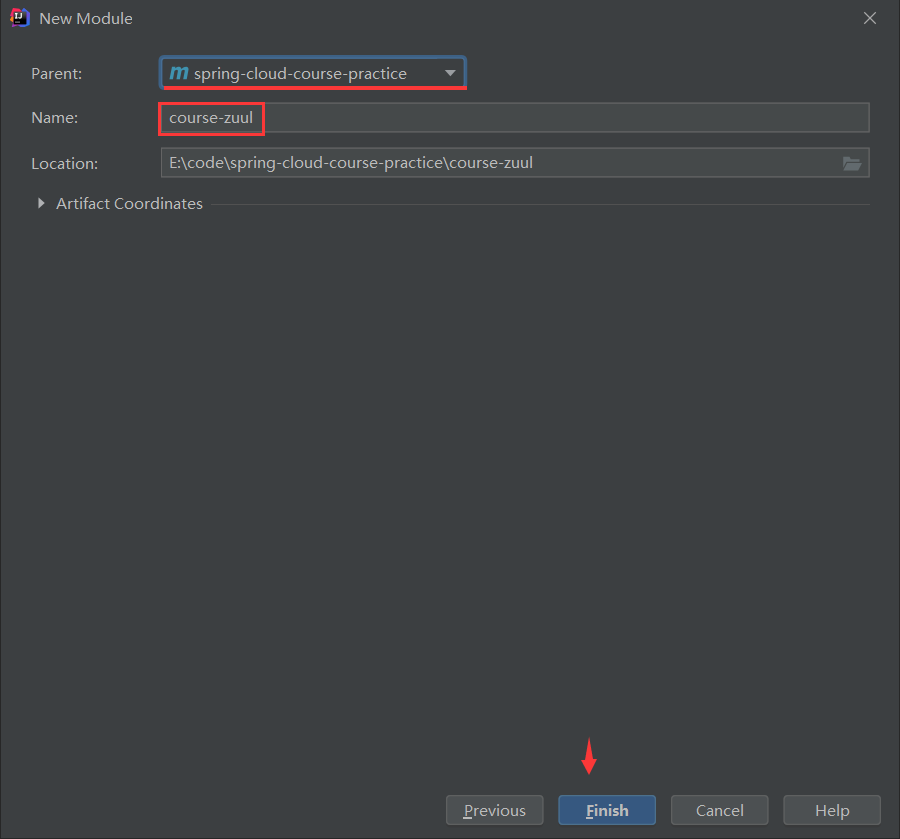 New Module
Parent: spring-cloud-course-practice
Name: course-zuul
Location: E:\code\spring-cloud-course-practice\course-zuul
Artifact Coordinates
Previous Finish Cancel Help